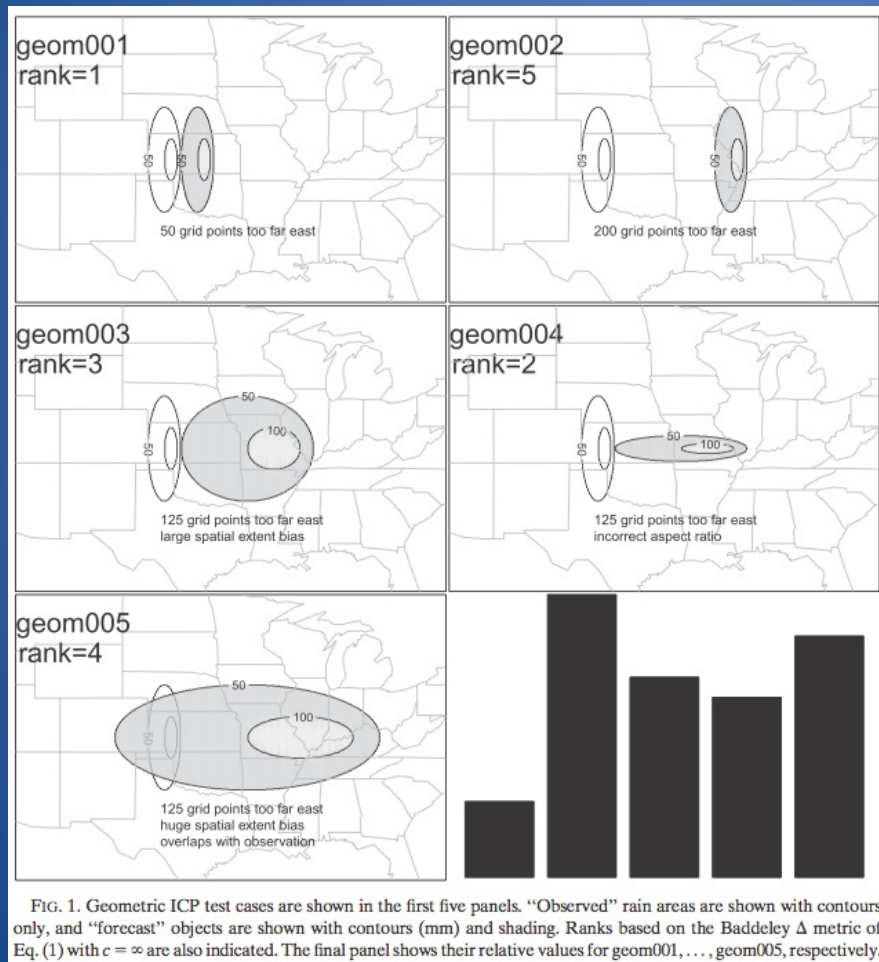 geom001
rank=1
50
50
50 grid points too far east
geom002
rank=5
50
50
200 grid points too far east
geom003
rank=3
50
50
100
125 grid points too far east
large spatial extent bias
geom004
rank=2
50
50
100
125 grid points too far east
incorrect aspect ratio
geom005
rank=4
50
50
100
125 grid points too far east
huge spatial extent bias
overlaps with observation
FIG. 1. Geometric ICP test cases are shown in the first five panels. “Observed” rain areas are shown with contours
only, and “forecast” objects are shown with contours (mm) and shading. Ranks based on the Baddeley Δ metric of
Eq. (1) with c = ∞ are also indicated. The final panel shows their relative values for geom001, . . . , geom005, respectively.